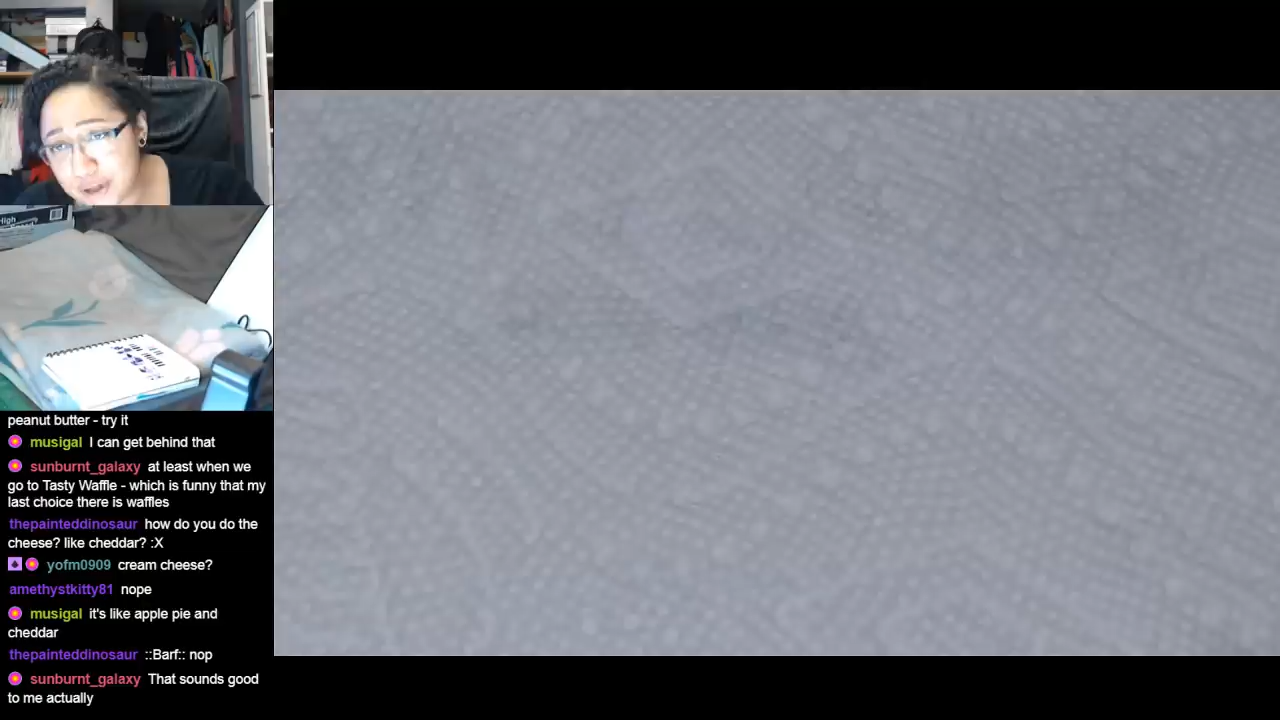 High
peanut butter - try it
musigal I can get behind that
sunburnt_galaxy at least when we
go to Tasty Waffle - which is funny that my
last choice there is waffles
thepainteddinosaur how do you do the
cheese? like cheddar? :X
yofm0909 cream cheese?
amethystkitty81 nope
musigal it's like apple pie and
cheddar
thepainteddinosaur ::Barf:: nop
sunburnt_galaxy That sounds good
to me actually